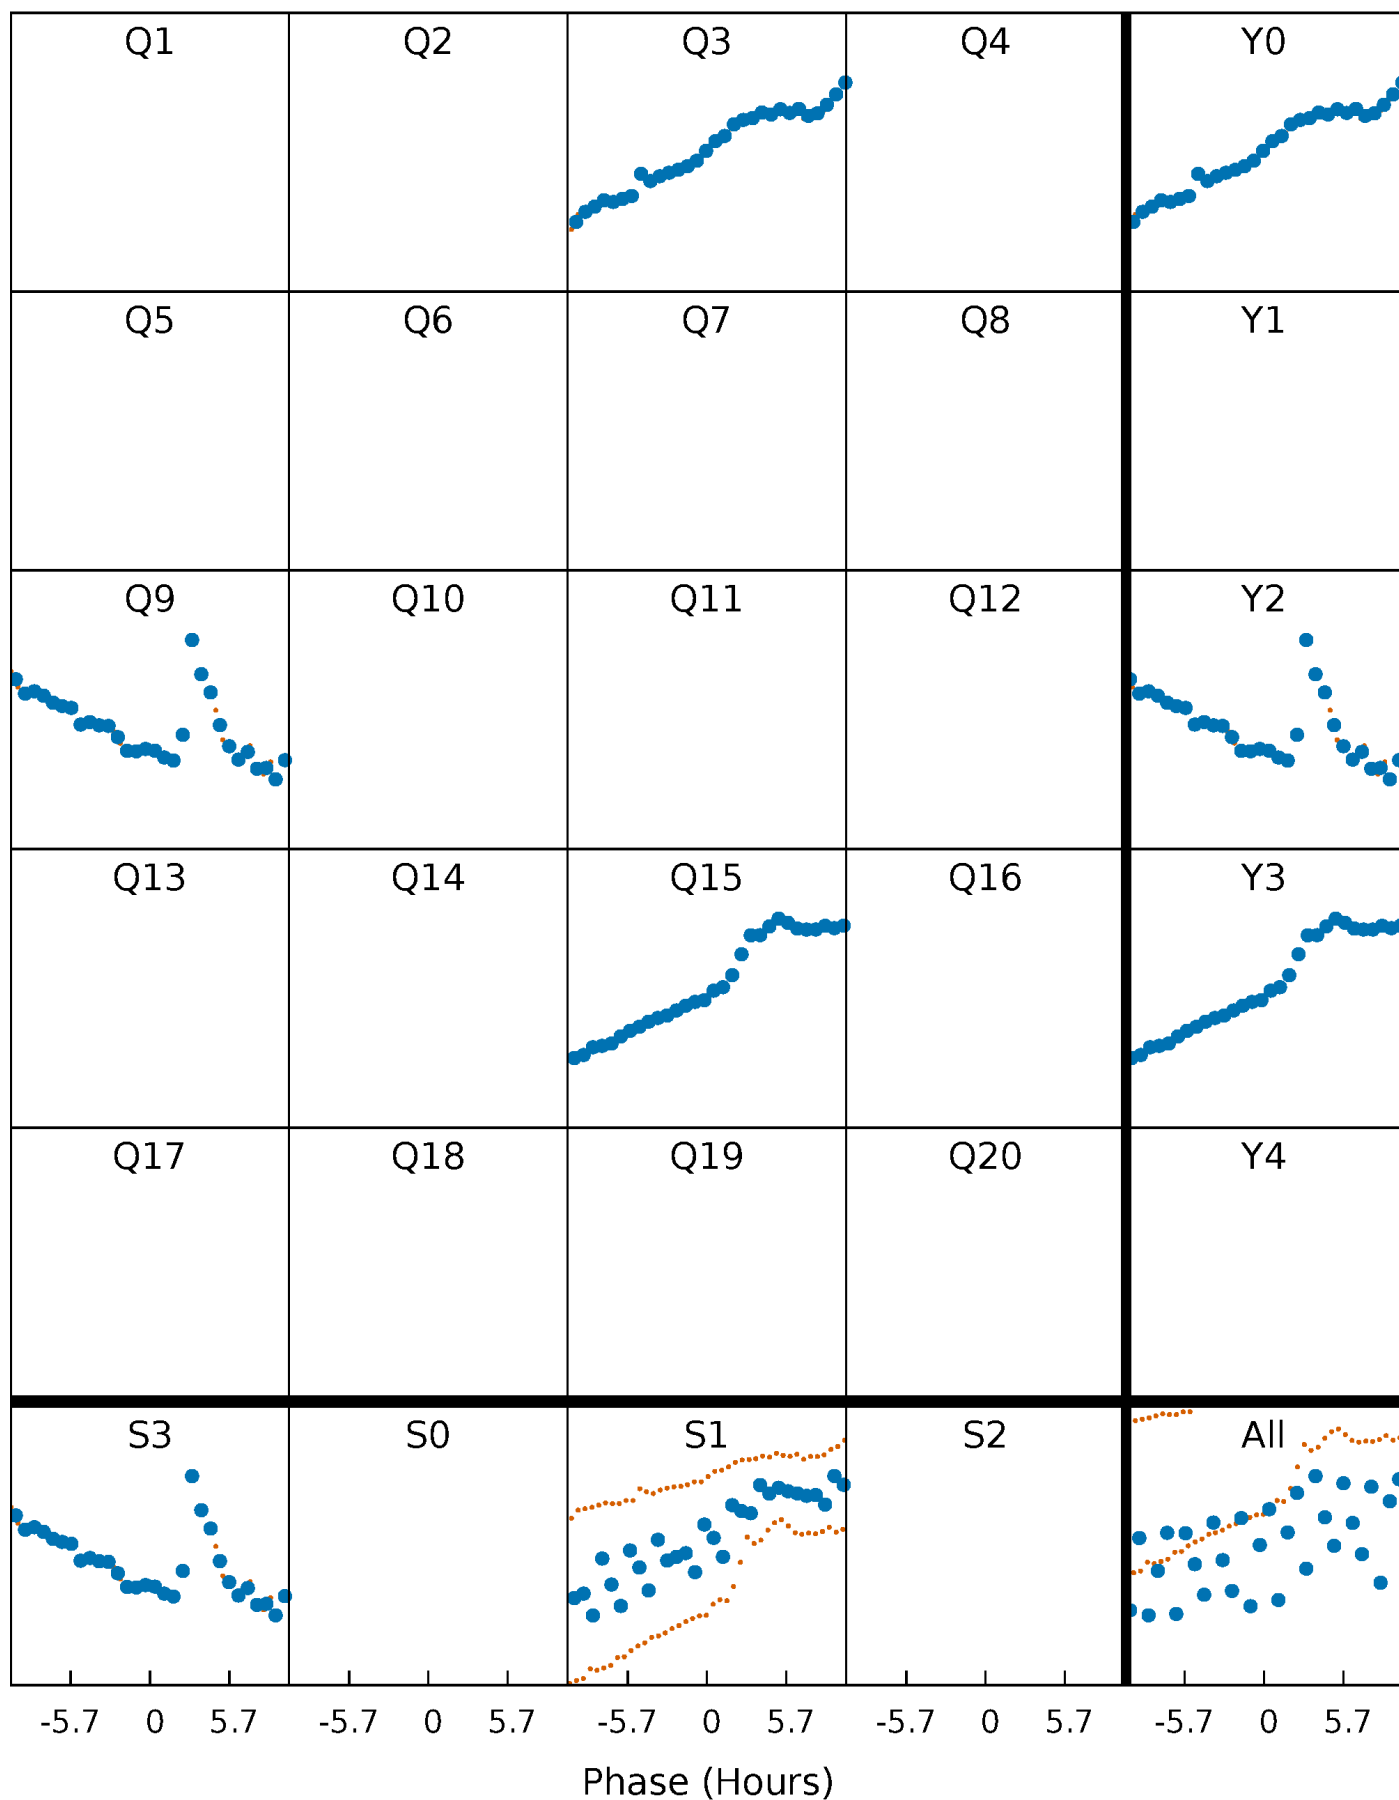 Q1 Q2 Q3 Q4 Y0
Q5 Q6 Q7 Q8 Y1
Q9 Q10 Q11 Q12 Y2
Q13 Q14 Q15 Q16 Y3
Q17 Q18 Q19 Q20 Y4
S3 S0 S1 S2 All
-5.7 0 5.7 -5.7 0 5.7 -5.7 0 5.7 -5.7 0 5.7 -5.7 0 5.7
Phase (Hours)